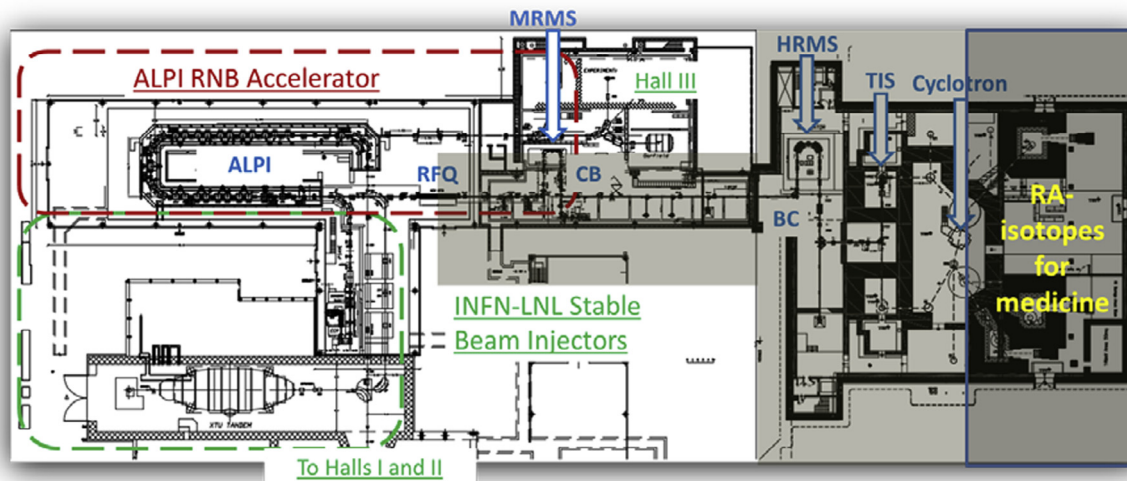 MRMS
ALPI RNB Accelerator
Hall III
HRMS
TIS
Cyclotron
ALPI
RFQ
CB
BC
RA-
isotopes
for
medicine
INFN-LNL Stable
Beam Injectors
XTU TANDEM
To Halls I and II